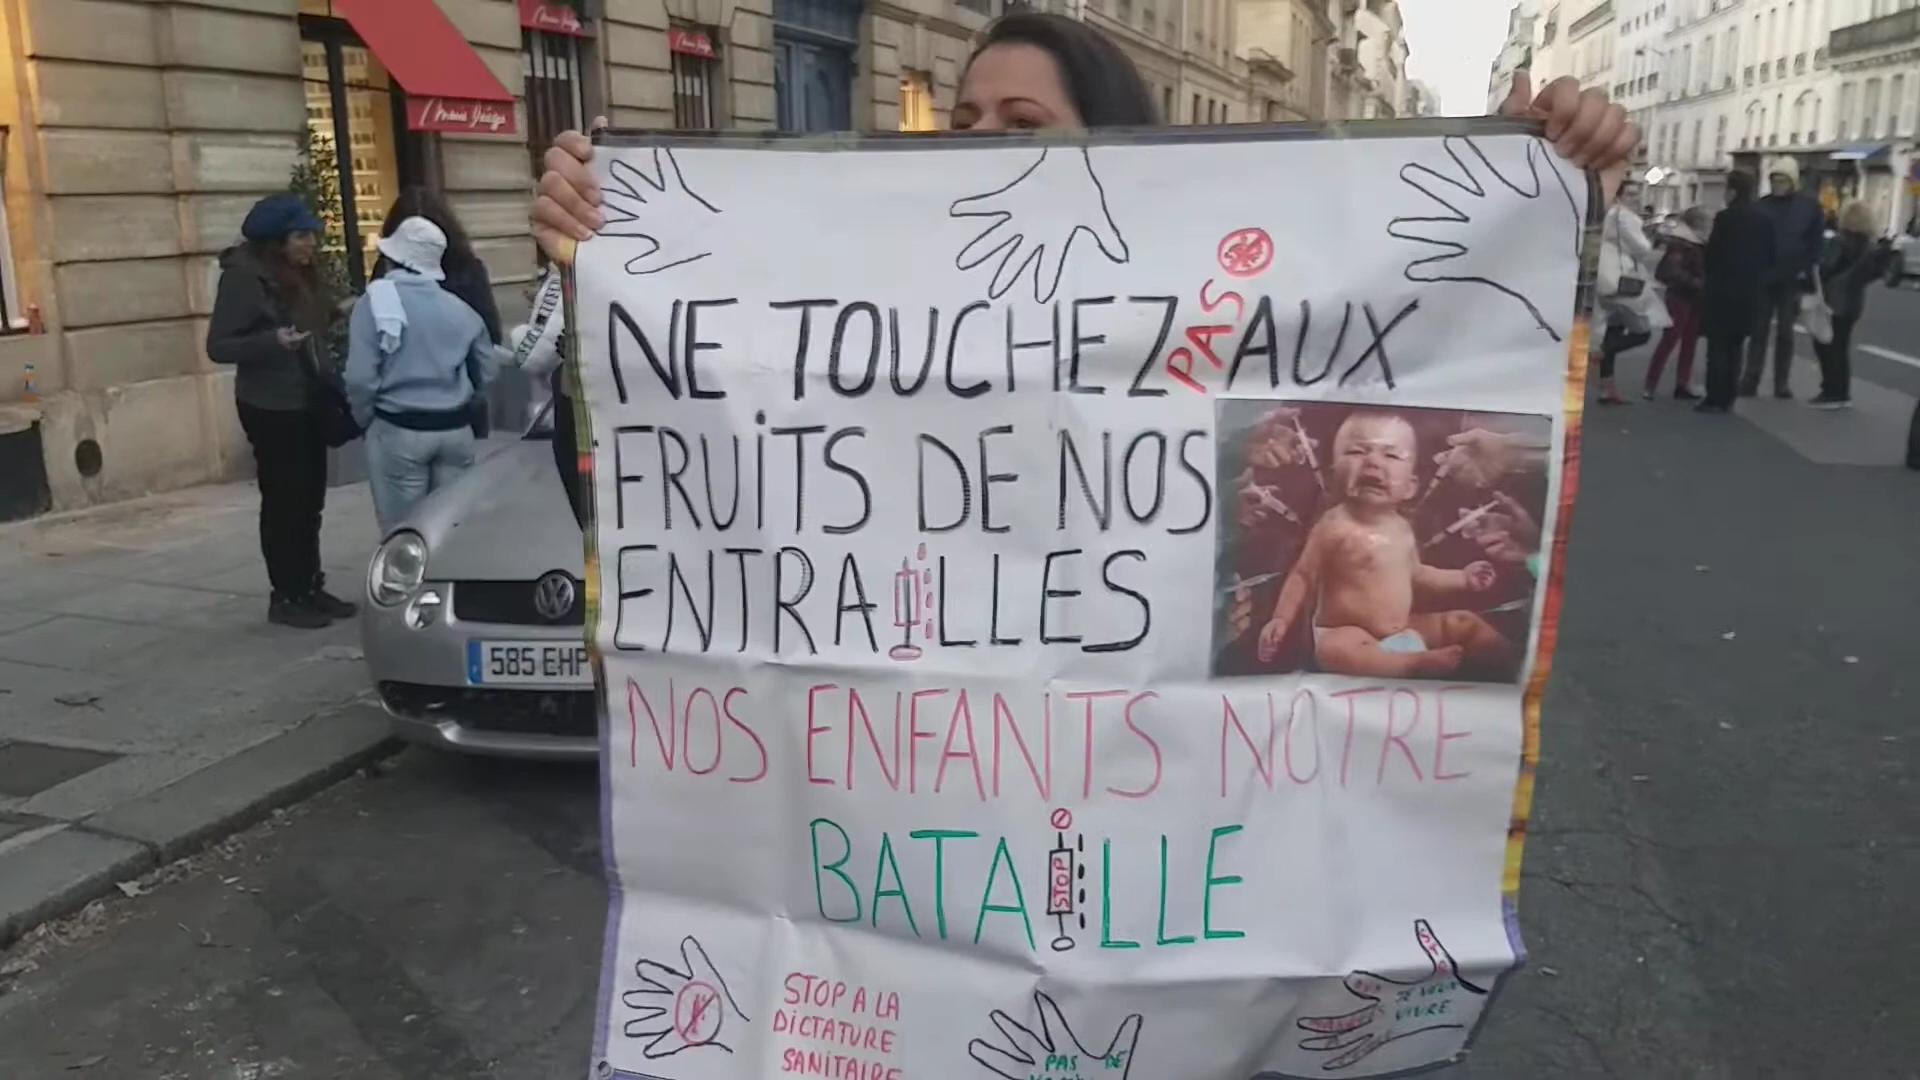 NE TOUCHEZ PAS AUX
FRUiTS DE NOS
ENTRAiLLES
NOS ENFANTS NOTRE
BATAiLLE
STOP
STOP A LA
DiCTATURE
SANiTAIRE
PAS DE
JE VEUX
VIVRE
585 EHP